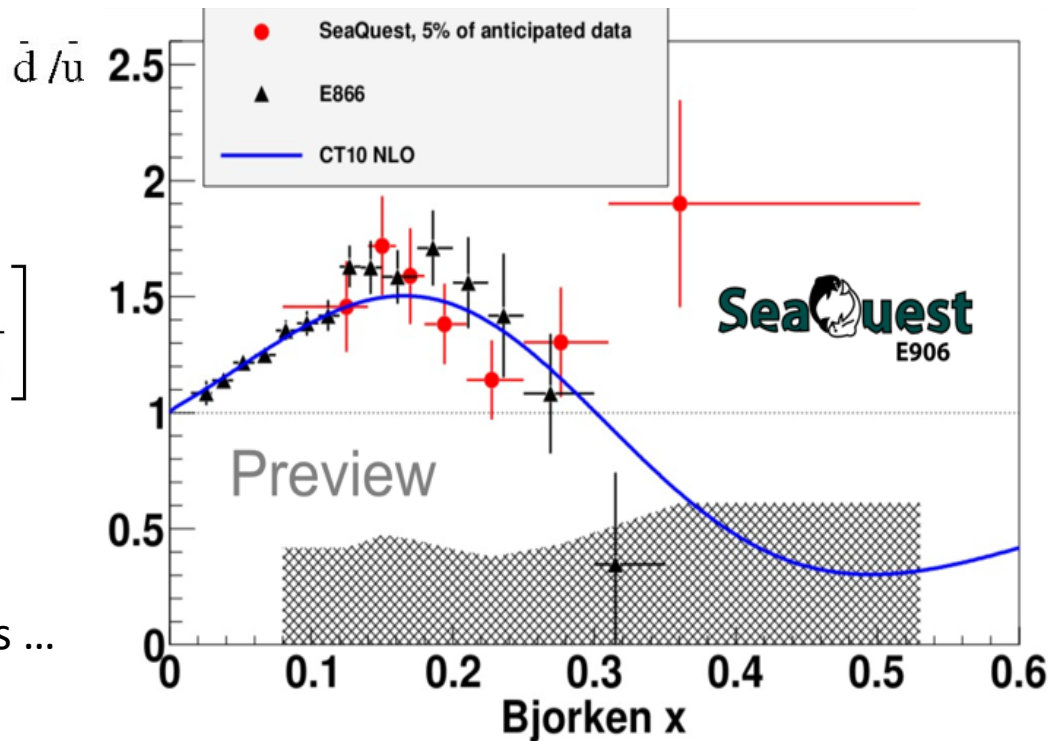 SeaQuest, 5% of anticipated data
d̄ /ū
2.5
E866
CT10 NLO
2
1.5
SeaQuest
E906
1
Preview
0.5
s ...
0
0 0.1 0.2 0.3 0.4 0.5 0.6
Bjorken x